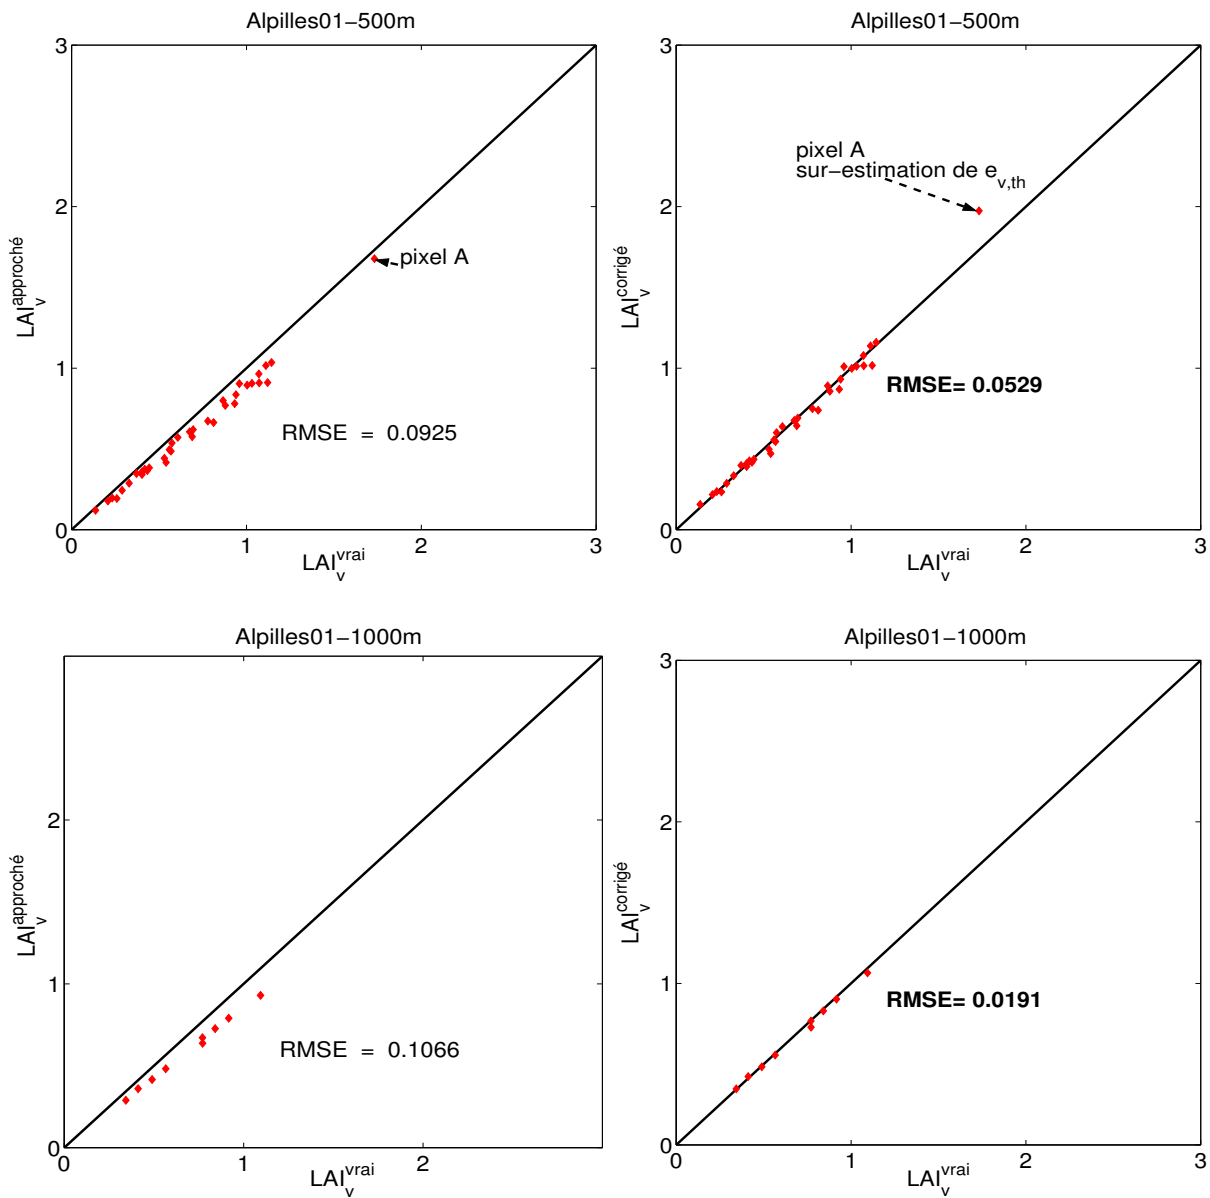 Alpilles01−500m
3
2
1
0
0
1
2
3
LAI_v^approché
LAI_v^vrai
pixel A
RMSE = 0.0925
Alpilles01−500m
3
2
1
0
0
1
2
3
LAI_v^corrigé
LAI_v^vrai
pixel A
sur−estimation de e_v,th
RMSE= 0.0529
Alpilles01−1000m
2
1
0
0
1
2
LAI_v^approché
LAI_v^vrai
RMSE = 0.1066
Alpilles01−1000m
3
2
1
0
0
1
2
3
LAI_v^corrigé
LAI_v^vrai
RMSE= 0.0191